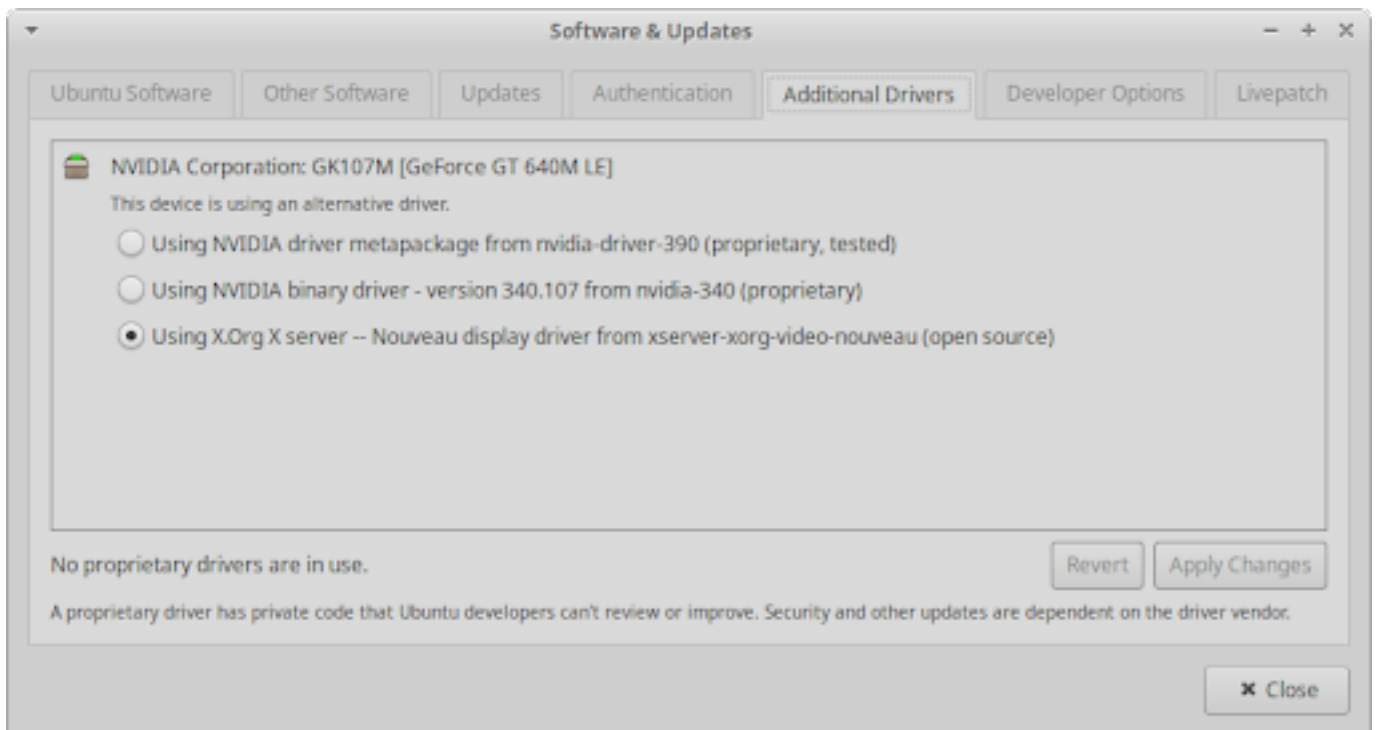 Software & Updates
Ubuntu Software Other Software Updates Authentication Additional Drivers Developer Options Livepatch
NVIDIA Corporation: GK107M [GeForce GT 640M LE]
This device is using an alternative driver.
Using NVIDIA driver metapackage from nvidia-driver-390 (proprietary, tested)
Using NVIDIA binary driver - version 340.107 from nvidia-340 (proprietary)
Using X.Org X server -- Nouveau display driver from xserver-xorg-video-nouveau (open source)
No proprietary drivers are in use. Revert Apply Changes
A proprietary driver has private code that Ubuntu developers can't review or improve. Security and other updates are dependent on the driver vendor.
Close